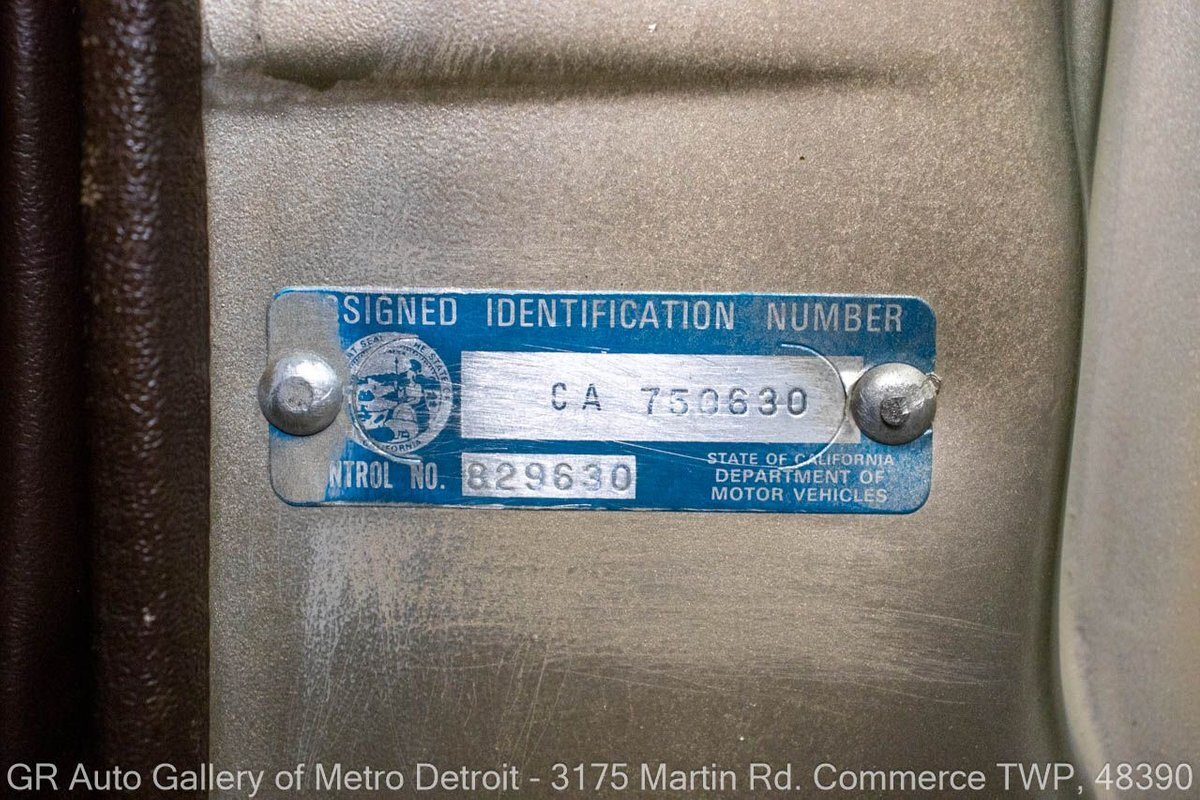 SIGNED IDENTIFICATION NUMBER
CA 750630
NTROL NO. 829630
STATE OF CALIFORNIA
DEPARTMENT OF
MOTOR VEHICLES
GR Auto Gallery of Metro Detroit - 3175 Martin Rd. Commerce TWP, 48390